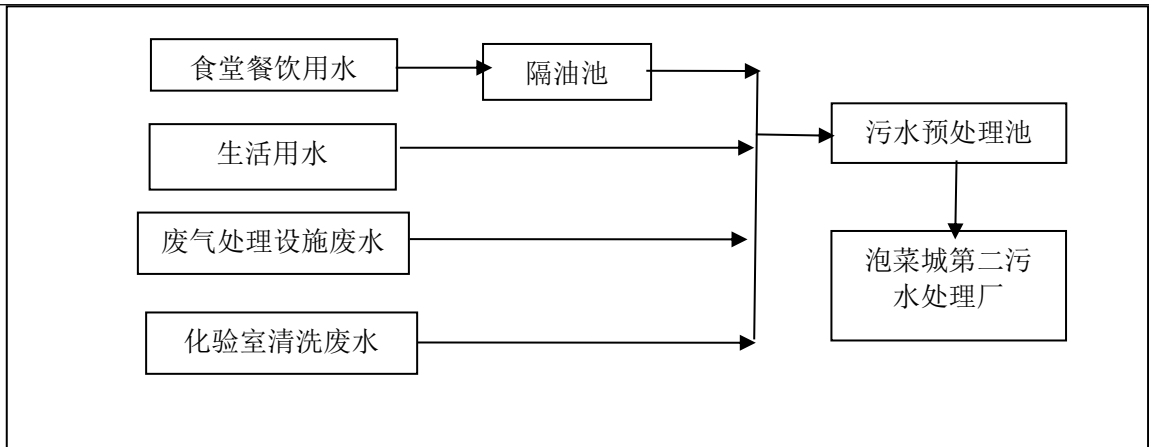 食堂餐饮用水
隔油池
污水预处理池
生活用水
废气处理设施废水
泡菜城第二污
水处理厂
化验室清洗废水